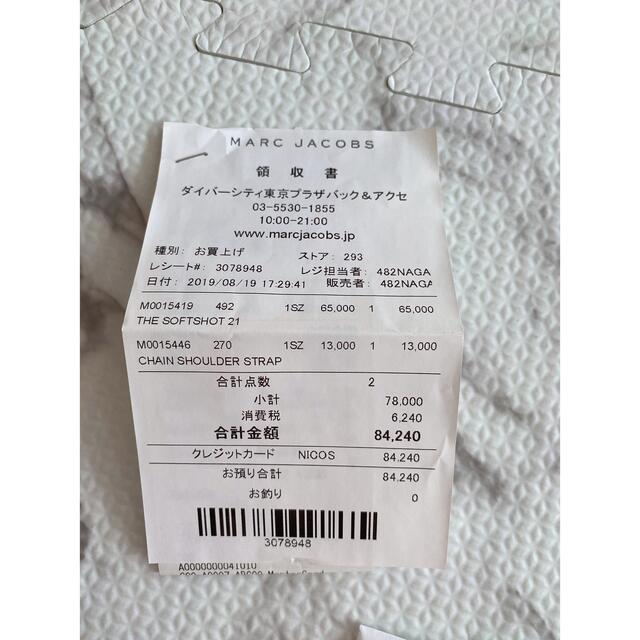 MARC JACOBS
領収書
ダイバーシティ東京プラザバック＆アクセ
03-5530-1855
10:00-21:00
www.marcjacobs.jp
種別: お買上げ ストア: 293
レシート#: 3078948 レジ担当者: 482NAGA
日付: 2019/08/19 17:29:41 販売者: 482NAGA
M0015419 492 1SZ 65,000 1 65,000
THE SOFTSHOT 21
M0015446 270 1SZ 13,000 1 13,000
CHAIN SHOULDER STRAP
合計点数 2
小計 78,000
消費税 6,240
合計金額 84,240
クレジットカード NICOS 84,240
お預り合計 84,240
お釣り 0
3078948
A0000000041010